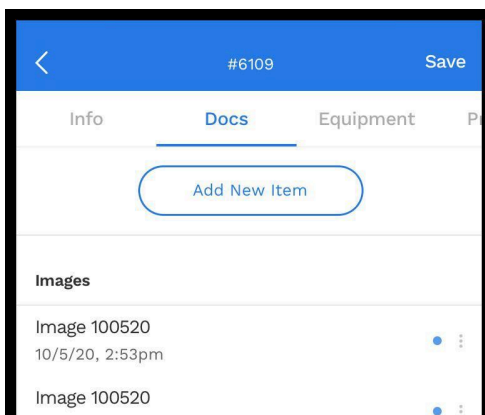 #6109 Save
Info Docs Equipment
Add New Item
Images
Image 100520
10/5/20, 2:53pm
Image 100520